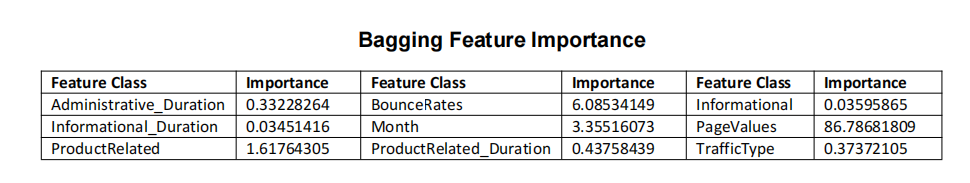 Bagging Feature Importance
Feature Class Importance Feature Class Importance Feature Class Importance
Administrative_Duration 0.33228264 BounceRates 6.08534149 Informational 0.03595865
Informational_Duration 0.03451416 Month 3.35516073 PageValues 86.78681809
ProductRelated 1.61764305 ProductRelated_Duration 0.43758439 TrafficType 0.37372105